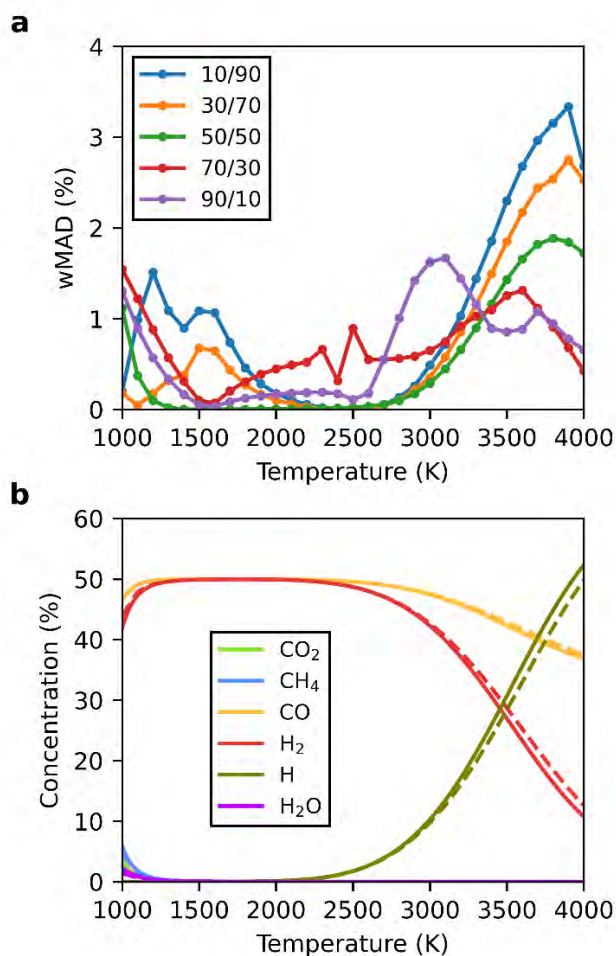 a
4
3
2
1
0
wMAD (%)
10/90
30/70
50/50
70/30
90/10
1000 1500 2000 2500 3000 3500 4000
Temperature (K)
b
60
50
40
30
20
10
0
Concentration (%)
CO₂
CH₄
CO
H₂
H
H₂O
1000 1500 2000 2500 3000 3500 4000
Temperature (K)